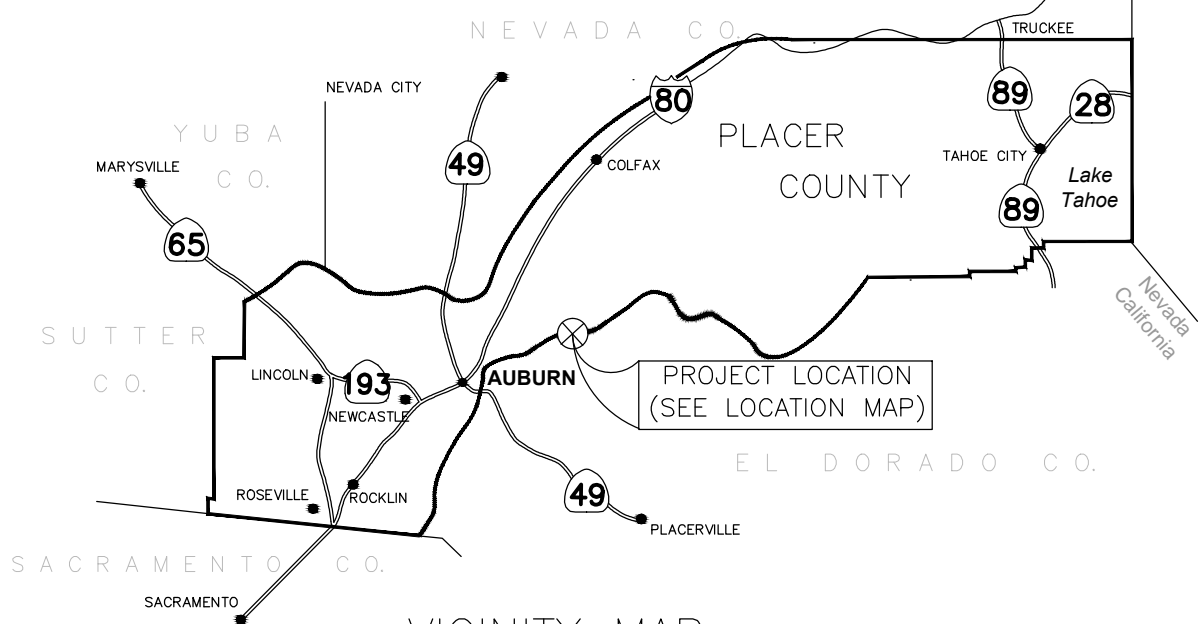 NEVADA CO.
TRUCKEE
NEVADA CITY
80
89
28
YUBA
CO.
PLACER
COUNTY
49
MARYSVILLE
COLFAX
TAHOE CITY
Lake
Tahoe
89
65
Nevada
California
SUTTER
CO.
LINCOLN
193
AUBURN
NEWCASTLE
PROJECT LOCATION
(SEE LOCATION MAP)
EL DORADO CO.
ROSEVILLE
ROCKLIN
49
PLACERVILLE
SACRAMENTO CO.
SACRAMENTO
VICINITY MAP